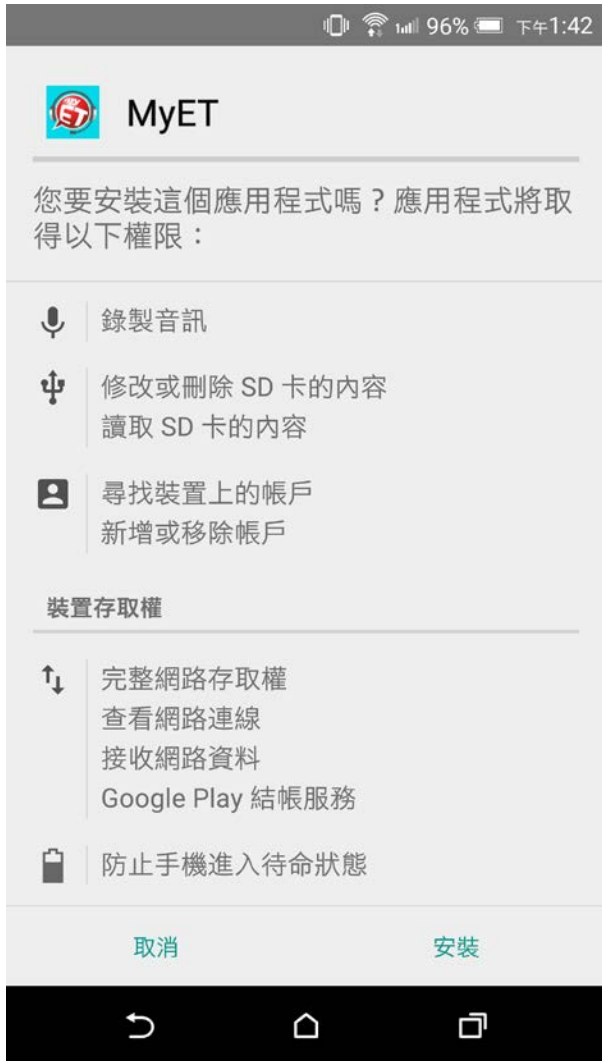 96% 下午1:42
MyET
您要安裝這個應用程式嗎？應用程式將取
得以下權限：
錄製音訊
修改或刪除 SD 卡的內容
讀取 SD 卡的內容
尋找裝置上的帳戶
新增或移除帳戶
裝置存取權
完整網路存取權
查看網路連線
接收網路資料
Google Play 結帳服務
防止手機進入待命狀態
取消 安裝